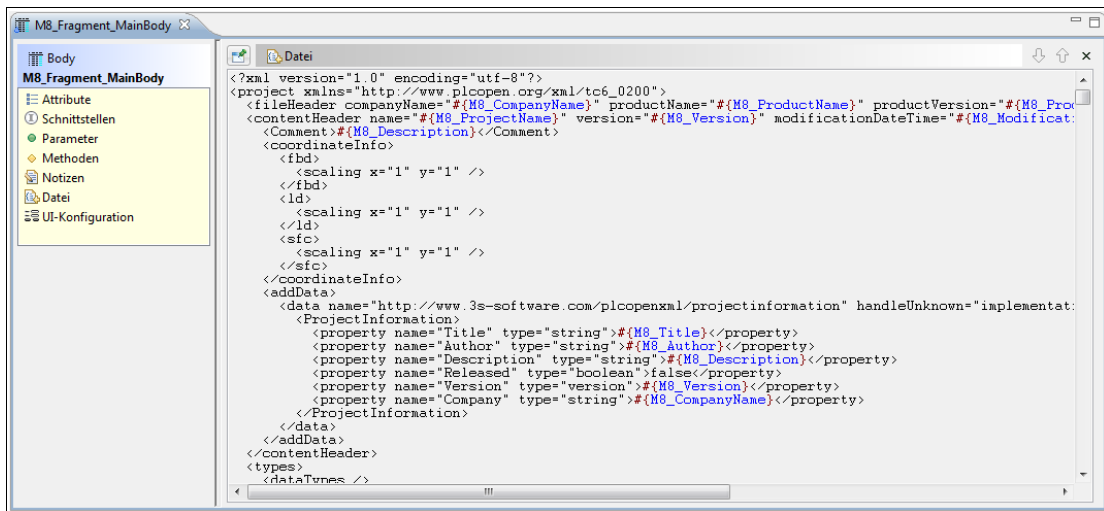 M8_Fragment_MainBody
Body
M8_Fragment_MainBody
Attribute
Schnittstellen
Parameter
Methoden
Notizen
Datei
UI-Konfiguration
Datei
<?xml version="1.0" encoding="utf-8"?>
<project xmlns="http://www.plcopen.org/xml/tc6_0200">
<fileHeader companyName="#{M8_CompanyName}" productName="#{M8_ProductName}" productVersion="#{M8_Prod
<contentHeader name="#{M8_ProjectName}" version="#{M8_Version}" modificationDateTime="#{M8_Modificat
<Comment>#{M8_Description}</Comment>
<coordinateInfo>
<fbd>
<scaling x="1" y="1" />
</fbd>
<ld>
<scaling x="1" y="1" />
</ld>
<sfc>
<scaling x="1" y="1" />
</sfc>
</coordinateInfo>
<addData>
<data name="http://www.3s-software.com/plcopenxml/projectinformation" handleUnknown="implementat
<ProjectInformation>
<property name="Title" type="string">#{M8_Title}</property>
<property name="Author" type="string">#{M8_Author}</property>
<property name="Description" type="string">#{M8_Description}</property>
<property name="Released" type="boolean">false</property>
<property name="Version" type="version">#{M8_Version}</property>
<property name="Company" type="string">#{M8_CompanyName}</property>
</ProjectInformation>
</data>
</addData>
</contentHeader>
<types>
<dataTypes />